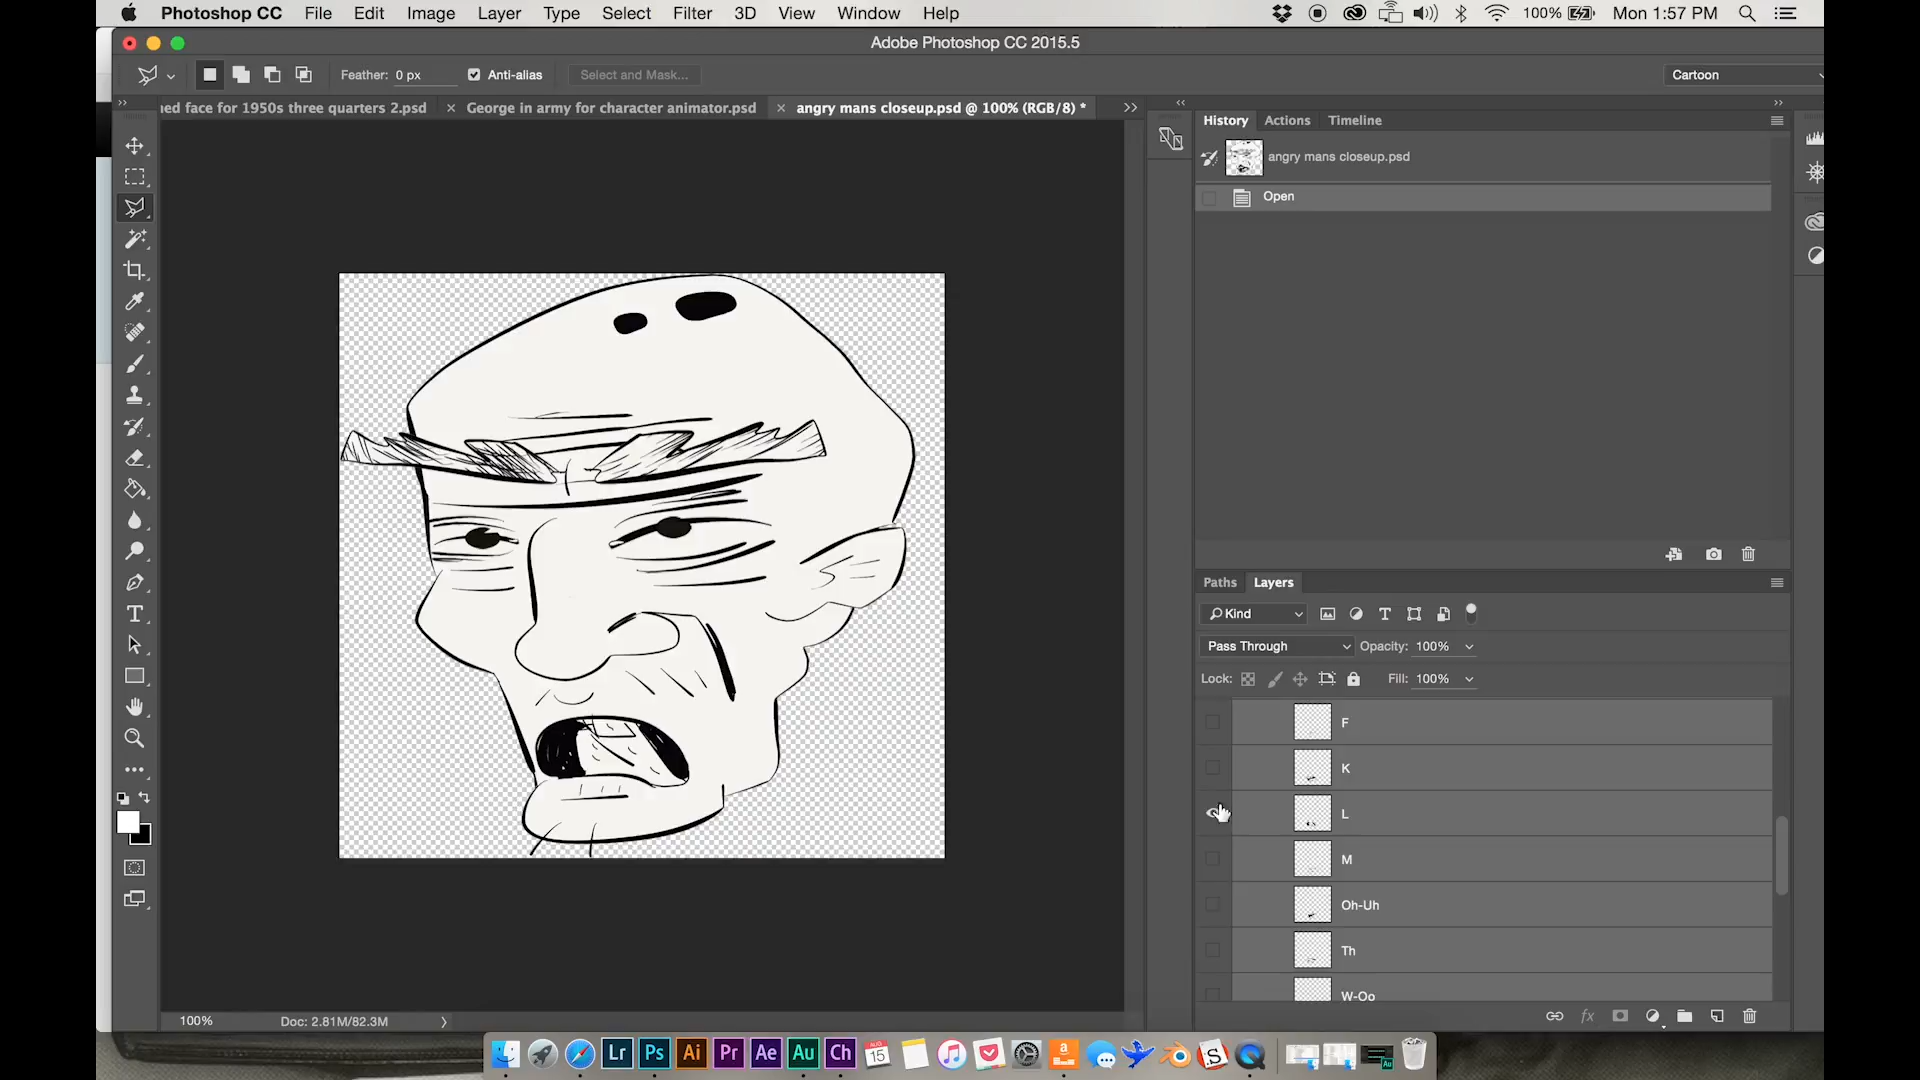 Photoshop CC File Edit Image Layer Type Select Filter 3D View Window Help 100% Mon 1:57 PM
Adobe Photoshop CC 2015.5
Feather: 0 px Anti-alias Select and Mask... Cartoon
ned face for 1950s three quarters 2.psd × George in army for character animator.psd × angry mans closeup.psd @ 100% (RGB/8) *
History Actions Timeline
angry mans closeup.psd
Open
Paths Layers
Kind
Pass Through Opacity: 100%
Lock: Fill: 100%
F
K
L
M
Oh-Uh
Th
W-Oo
100% Doc: 2.81M/82.3M
fx
Lr Ps Ai Pr Ae Au Ch AUG 15